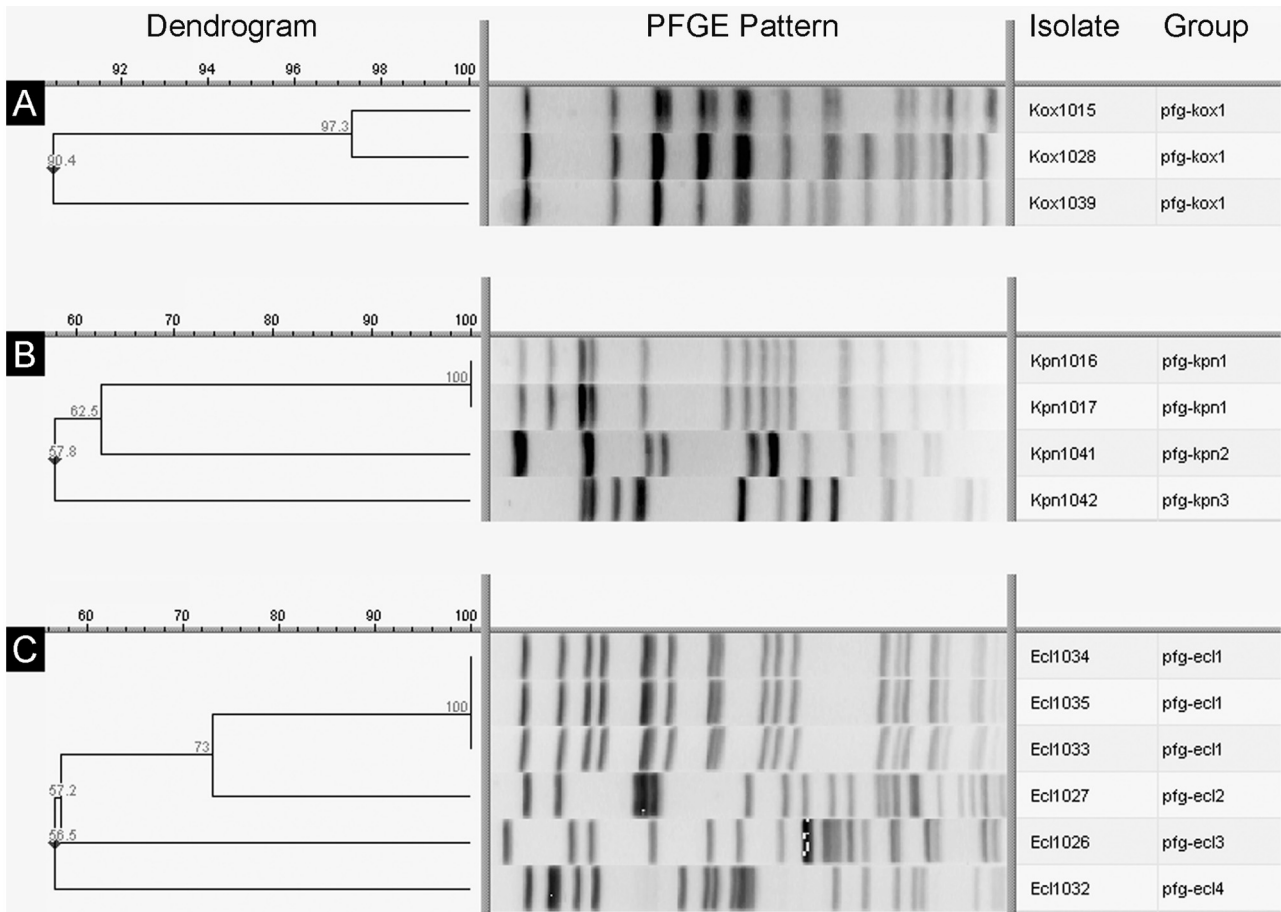 Dendrogram PFGE Pattern Isolate Group
92 94 96 98 100
A
97.3
90.4
Kox1015 pfg-kox1
Kox1028 pfg-kox1
Kox1039 pfg-kox1
60 70 80 90 100
B
100
62.5
57.8
Kpn1016 pfg-kpn1
Kpn1017 pfg-kpn1
Kpn1041 pfg-kpn2
Kpn1042 pfg-kpn3
60 70 80 90 100
C
100
73
57.2
56.5
Ecl1034 pfg-ecl1
Ecl1035 pfg-ecl1
Ecl1033 pfg-ecl1
Ecl1027 pfg-ecl2
Ecl1026 pfg-ecl3
Ecl1032 pfg-ecl4